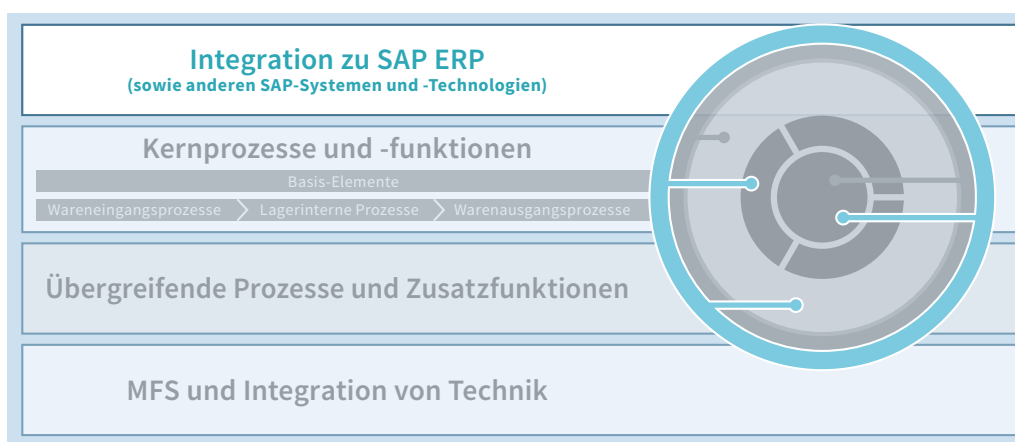 Integration zu SAP ERP
(sowie anderen SAP-Systemen und -Technologien)
Kernprozesse und -funktionen
Basis-Elemente
Wareneingangsprozesse
Lagerinterne Prozesse
Warenausgangsprozesse
Übergreifende Prozesse und Zusatzfunktionen
MFS und Integration von Technik